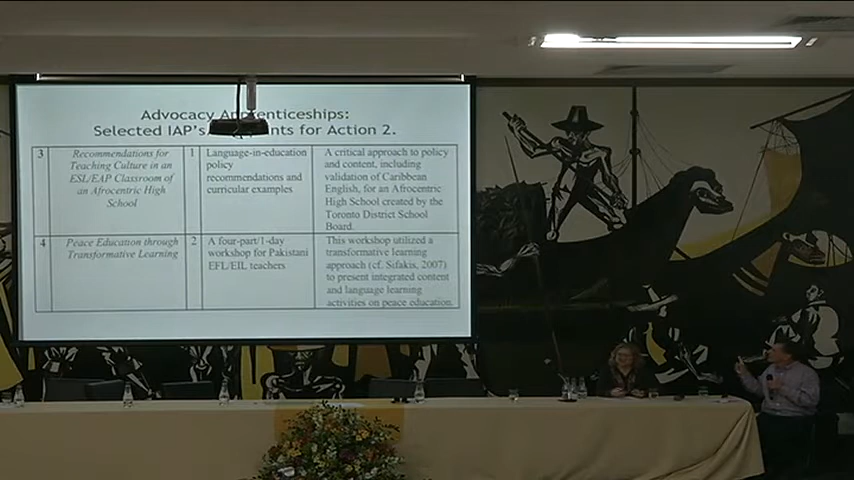 Advocacy Apprenticeships:
Selected IAP's for Action 2.
3 Recommendations for Teaching Culture in an ESL/EAP Classroom of an Afrocentric High School
1
Language-in-education policy recommendations and curricular examples
A critical approach to policy and content, including validation of Caribbean English, for an Afrocentric High School created by the Toronto District School Board.
4 Peace Education through Transformative Learning
2
A four-part/1-day workshop for Pakistani EFL/EIL teachers
This workshop utilized a transformative learning approach (cf. Sifakis, 2007) to present integrated content and language learning activities on peace education.